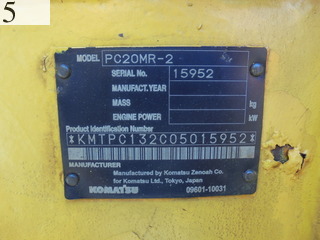 5
MODEL PC20MR-2
SERIAL No. 15952
MANUFACT.YEAR
MASS kg
ENGINE POWER kW
Product Identification Number
*KMTPC132C05015952*
MANUFACTURER
Manufactured by Komatsu Zenoah Co.
for Komatsu Ltd., Tokyo, Japan
KOMATSU 09601-10031